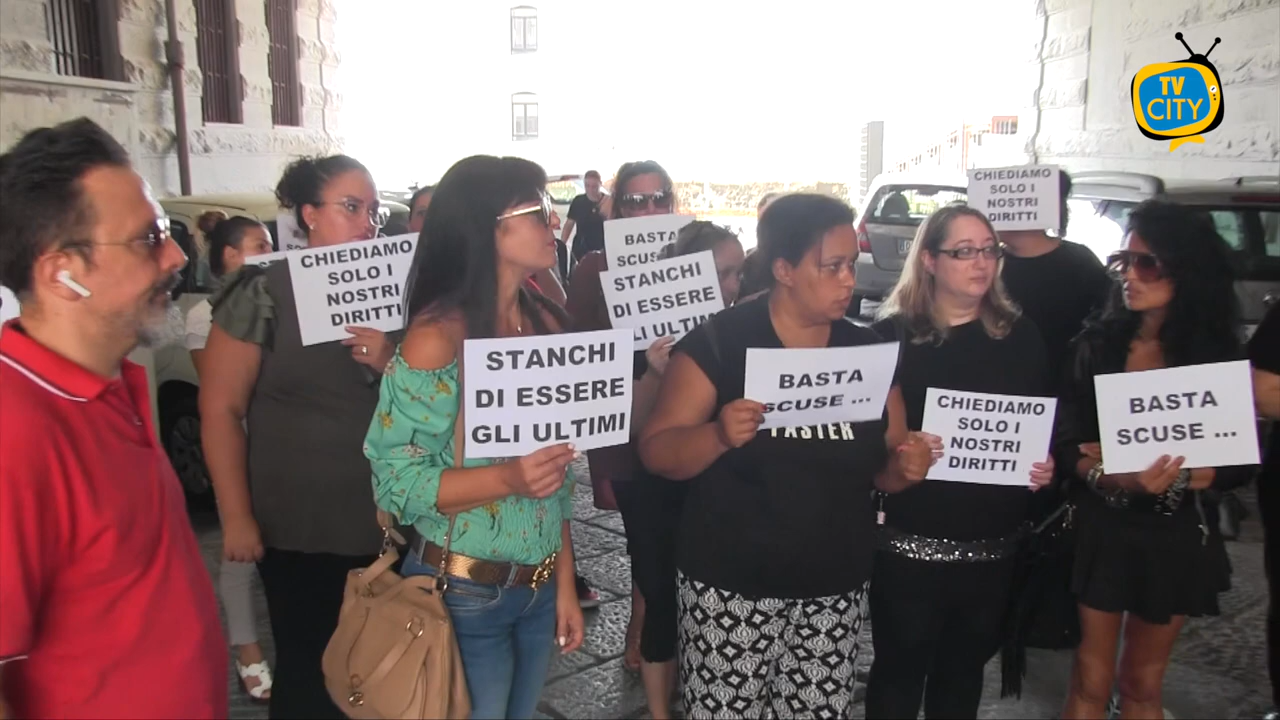 TV
CITY
CHIEDIAMO
SOLO I
NOSTRI
DIRITTI
CHIEDIAMO
SOLO I
NOSTRI
DIRITTI
BASTA
STANCHI
DI ESSERE
GLI ULTIMI
STANCHI
DI ESSERE
GLI ULTIMI
BASTA
SCUSE ...
FASTER
CHIEDIAMO
SOLO I
NOSTRI
DIRITTI
BASTA
SCUSE ...